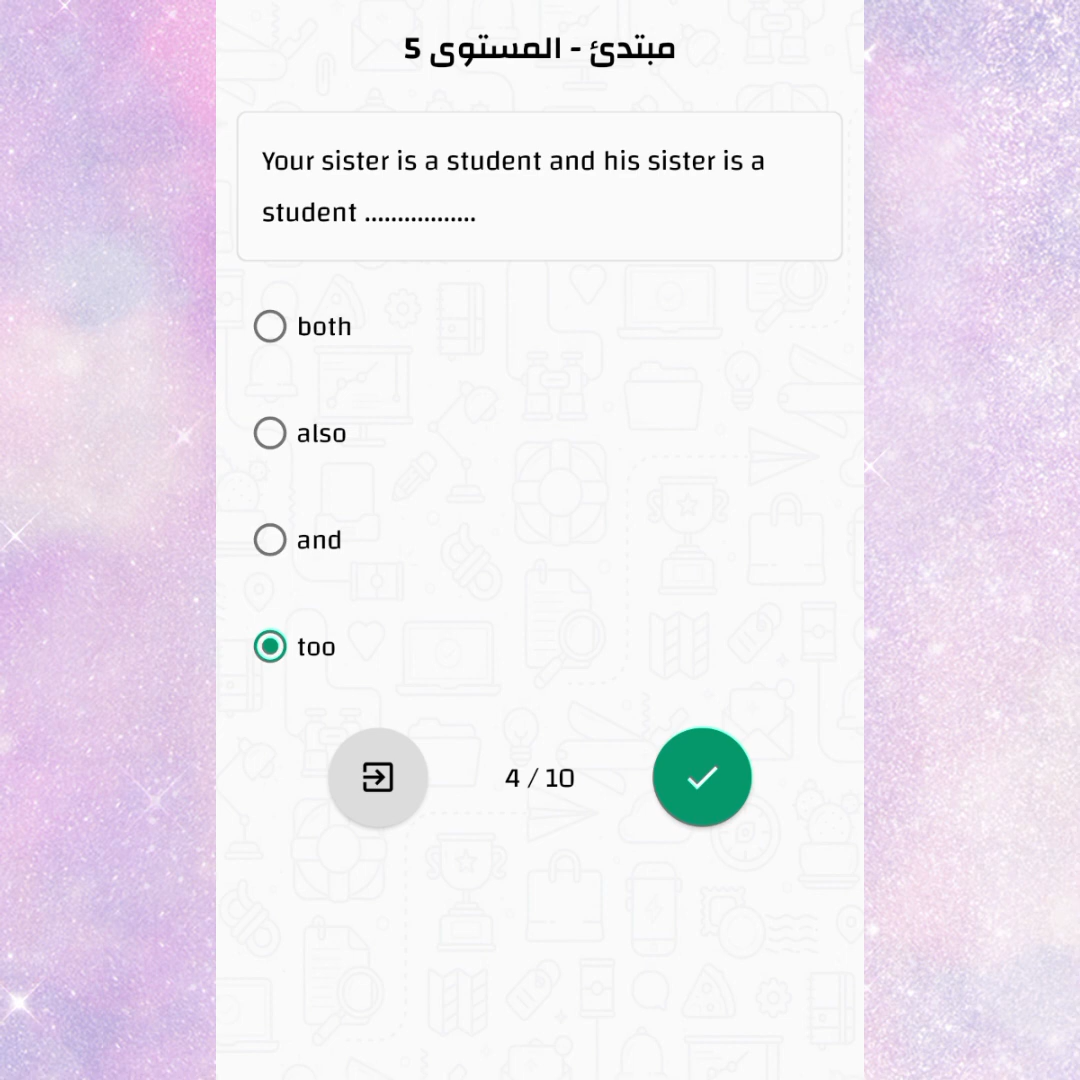 مبتدئ - المستوى 5
Your sister is a student and his sister is a
student .................
both
also
and
too
4 / 10